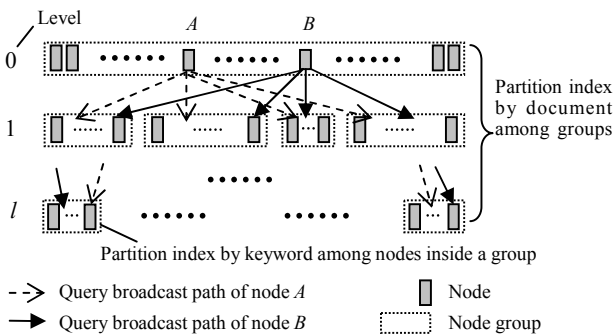 Level
A
B
0
1
l
Partition index
by document
among groups
Partition index by keyword among nodes inside a group
Query broadcast path of node A
Node
Query broadcast path of node B
Node group